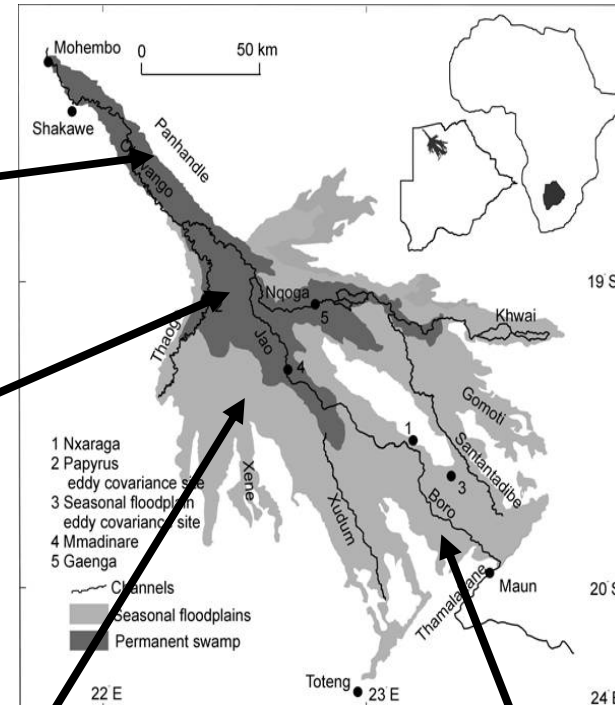 Mohembo
0 50 km
Shakawe
Panhandle
19˚S
Nqoga
5
Khwai
Jao
4
Gomoti
1 Nxaraga
2 Papyrus
eddy covariance site
3 Seasonal floodplain
eddy covariance site
4 Mmadinare
5 Gaenga
1
3
Santantadibe
Xene
Xudum
Boro
Channels
Seasonal floodplains
Permanent swamp
Thamalakane
Maun
20˚S
Toteng
22˚E
23˚E
24˚E